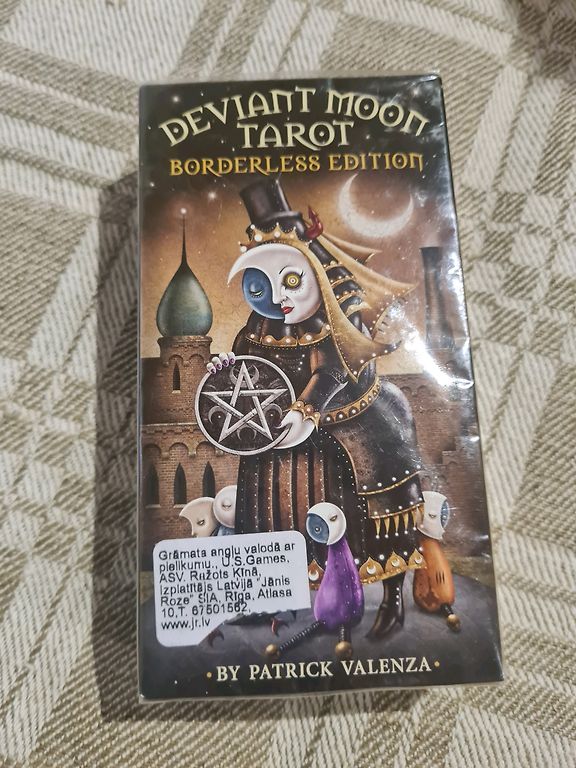 DEVIANT MOON
TAROT
BORDERLESS EDITION
Grāmata angļu valodā ar
pielikumu., U.S.Games,
ASV. Ražots Ķīnā,
Izplatītājs Latvijā "Jānis
Roze" SIA, Rīga, Atlasa
10,T. 67501562,
www.jr.lv
· BY PATRICK VALENZA ·